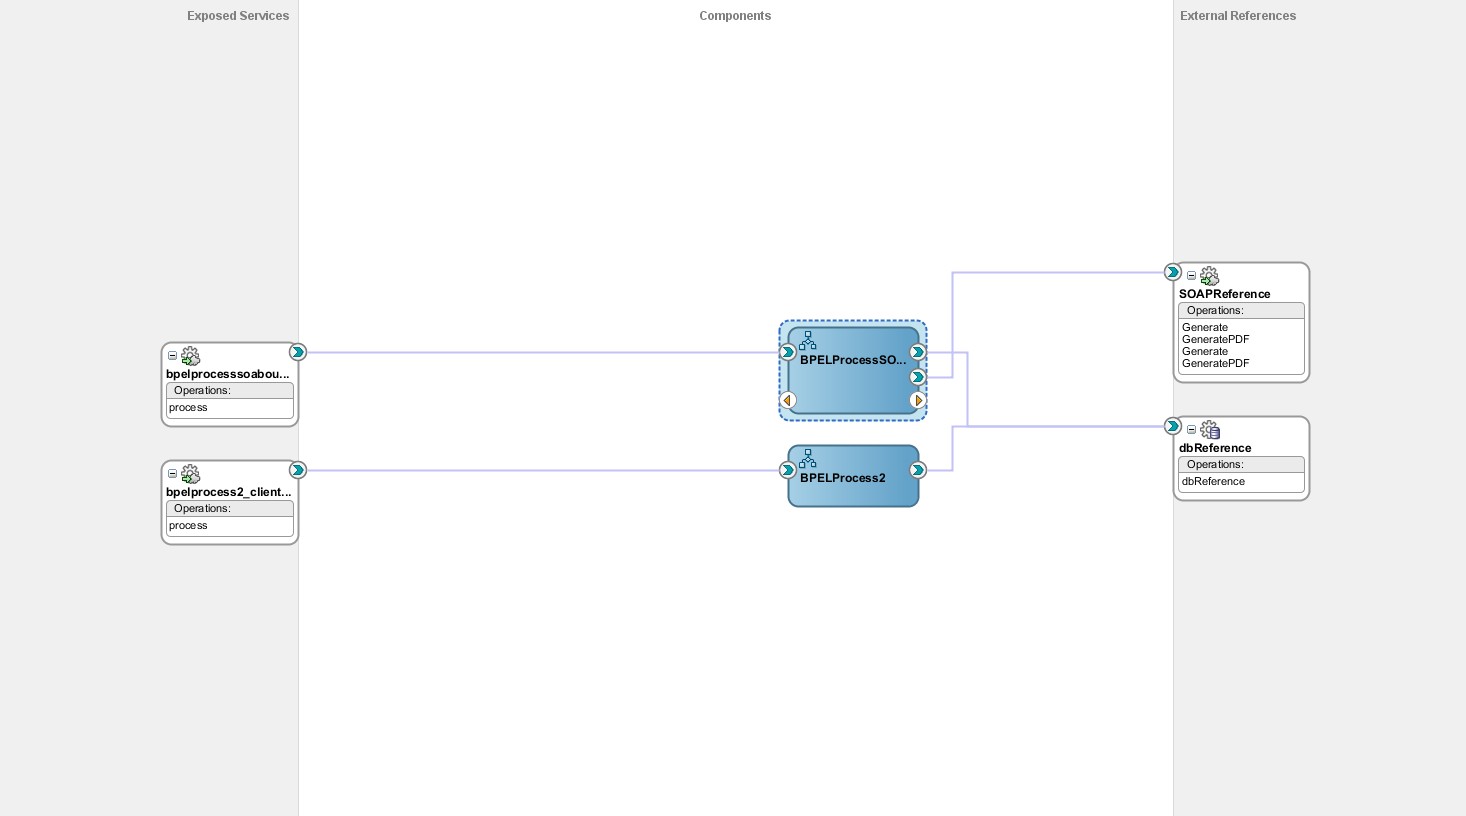 Exposed Services
Components
External References
bpelprocesssoabou...
Operations:
process
bpelprocess2_client...
Operations:
process
BPELProcessSO...
BPELProcess2
SOAPReference
Operations:
Generate
GeneratePDF
Generate
GeneratePDF
dbReference
Operations:
dbReference